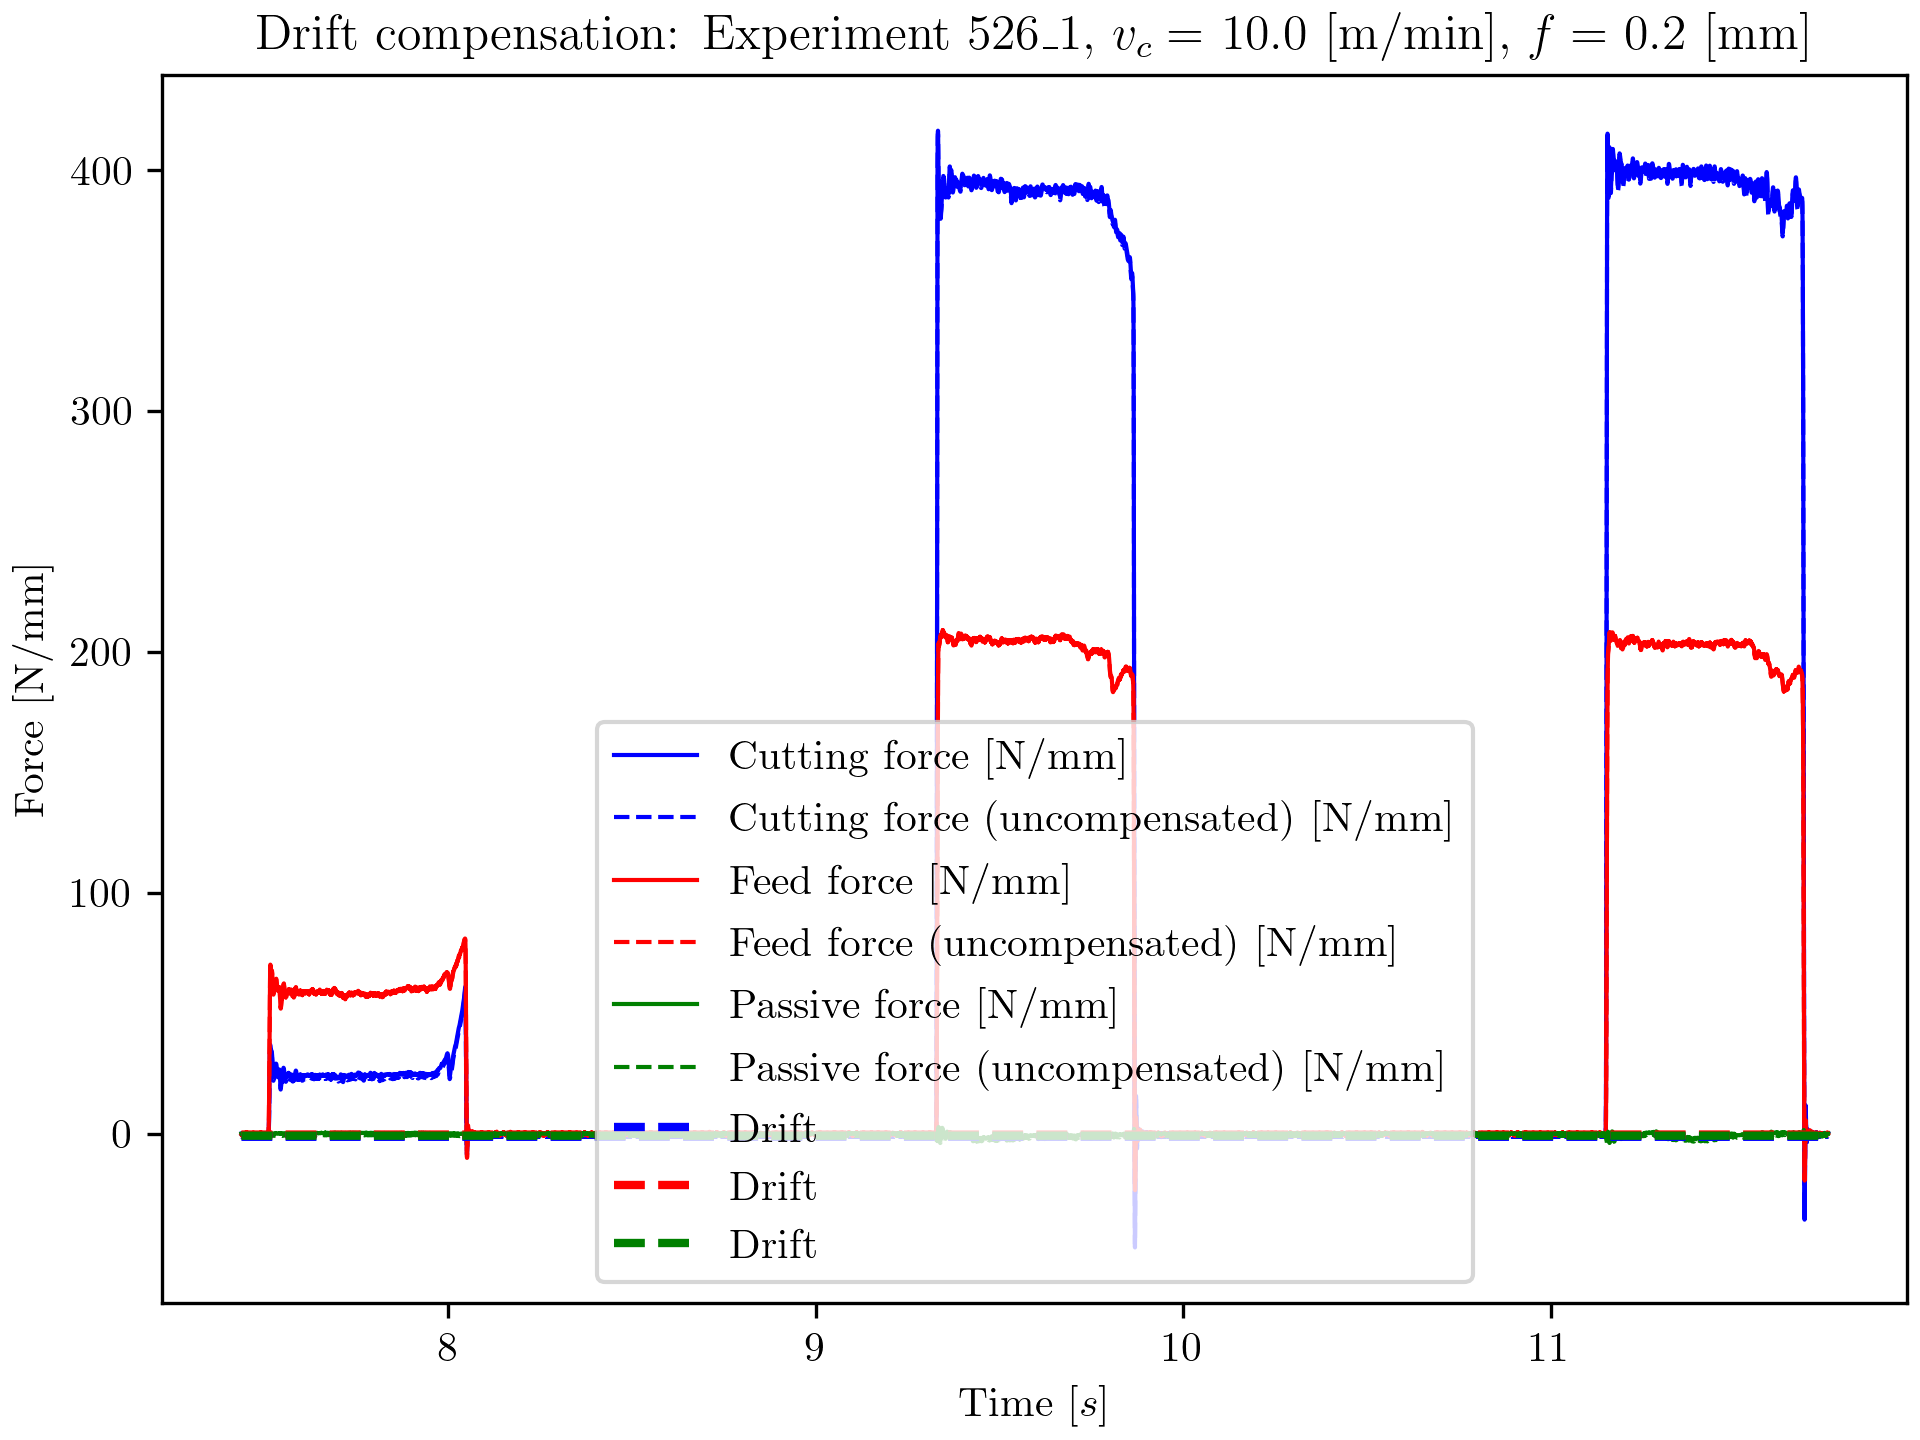 Drift compensation: Experiment 526_1, v_c = 10.0 [m/min], f = 0.2 [mm]
Force [N/mm]
400
300
200
100
0
Cutting force [N/mm]
Cutting force (uncompensated) [N/mm]
Feed force [N/mm]
Feed force (uncompensated) [N/mm]
Passive force [N/mm]
Passive force (uncompensated) [N/mm]
Drift
Drift
Drift
8 9 10 11
Time [s]